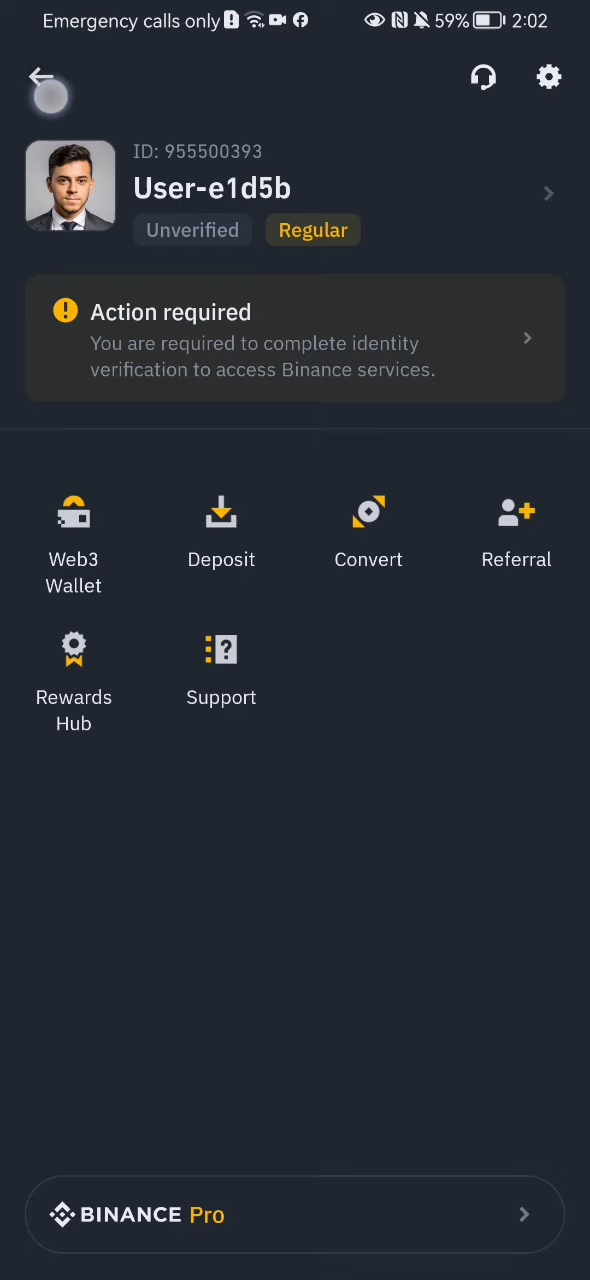 Emergency calls only 59% 2:02
ID: 955500393
User-e1d5b
Unverified Regular
Action required
You are required to complete identity
verification to access Binance services.
Web3 Deposit Convert Referral
Wallet
Rewards Support
Hub
BINANCE Pro